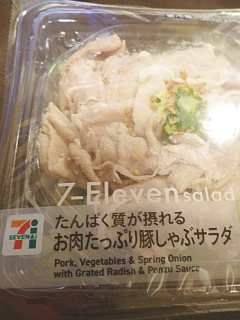 7-Eleven salad
たんぱく質が摂れる
お肉たっぷり豚しゃぶサラダ
7
SEVEN ELEVEN
Pork, Vegetables & Spring Onion
with Grated Radish & Ponzu Sauce